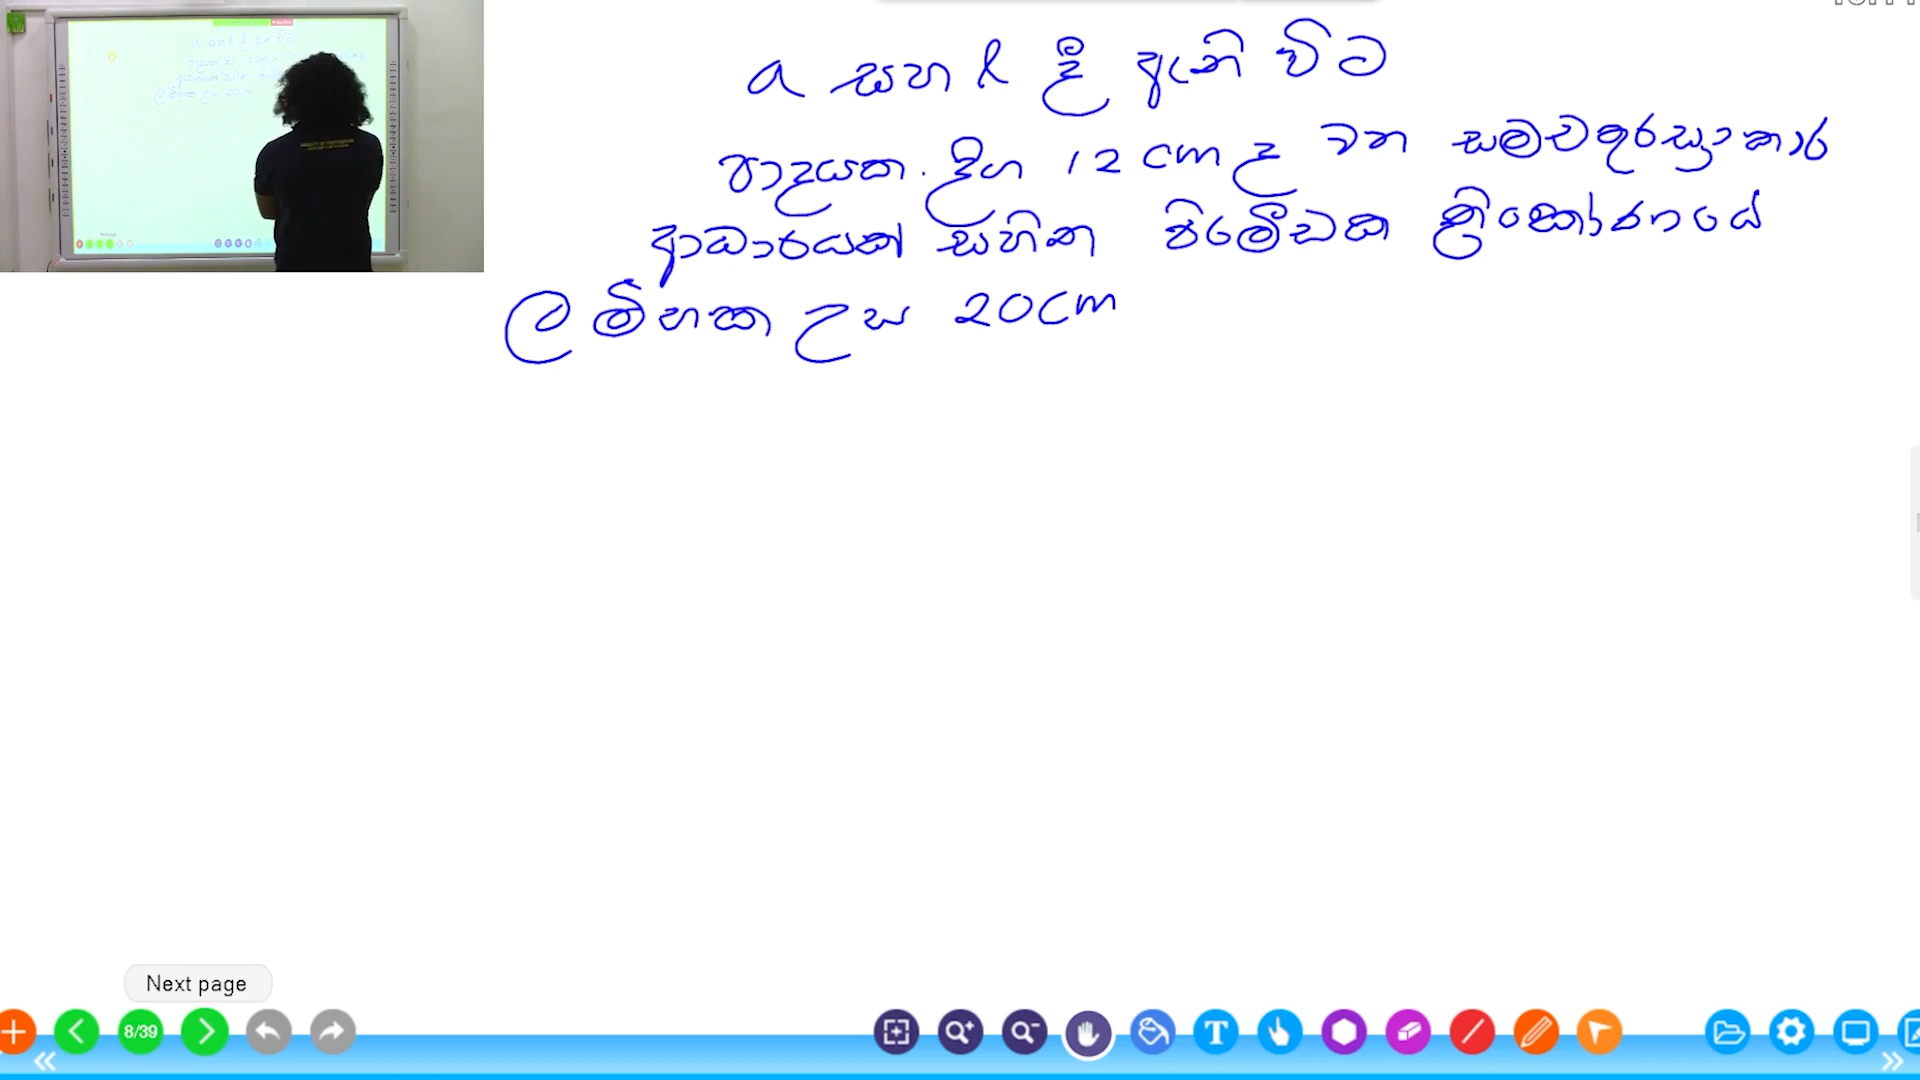 a සහ l දී ඇති විට
පාදයක දිග 12 cm ද වන සමචතුරස්‍රාකාර
ආධාරයක් සහිත පිරමීඩක ත්‍රිකෝණයේ
ලම්භක උස 20cm
Next page
8/39